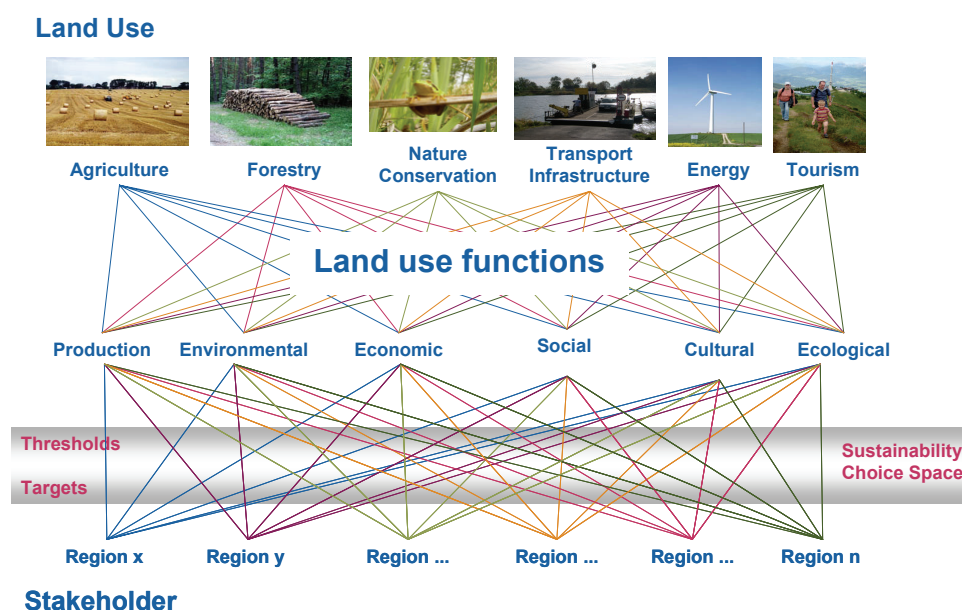 Land Use
Agriculture
Forestry
Nature
Conservation
Transport
Infrastructure
Energy
Tourism
Land use functions
Production
Environmental
Economic
Social
Cultural
Ecological
Thresholds
Targets
Sustainability
Choice Space
Region x
Region y
Region ...
Region ...
Region ...
Region n
Stakeholder